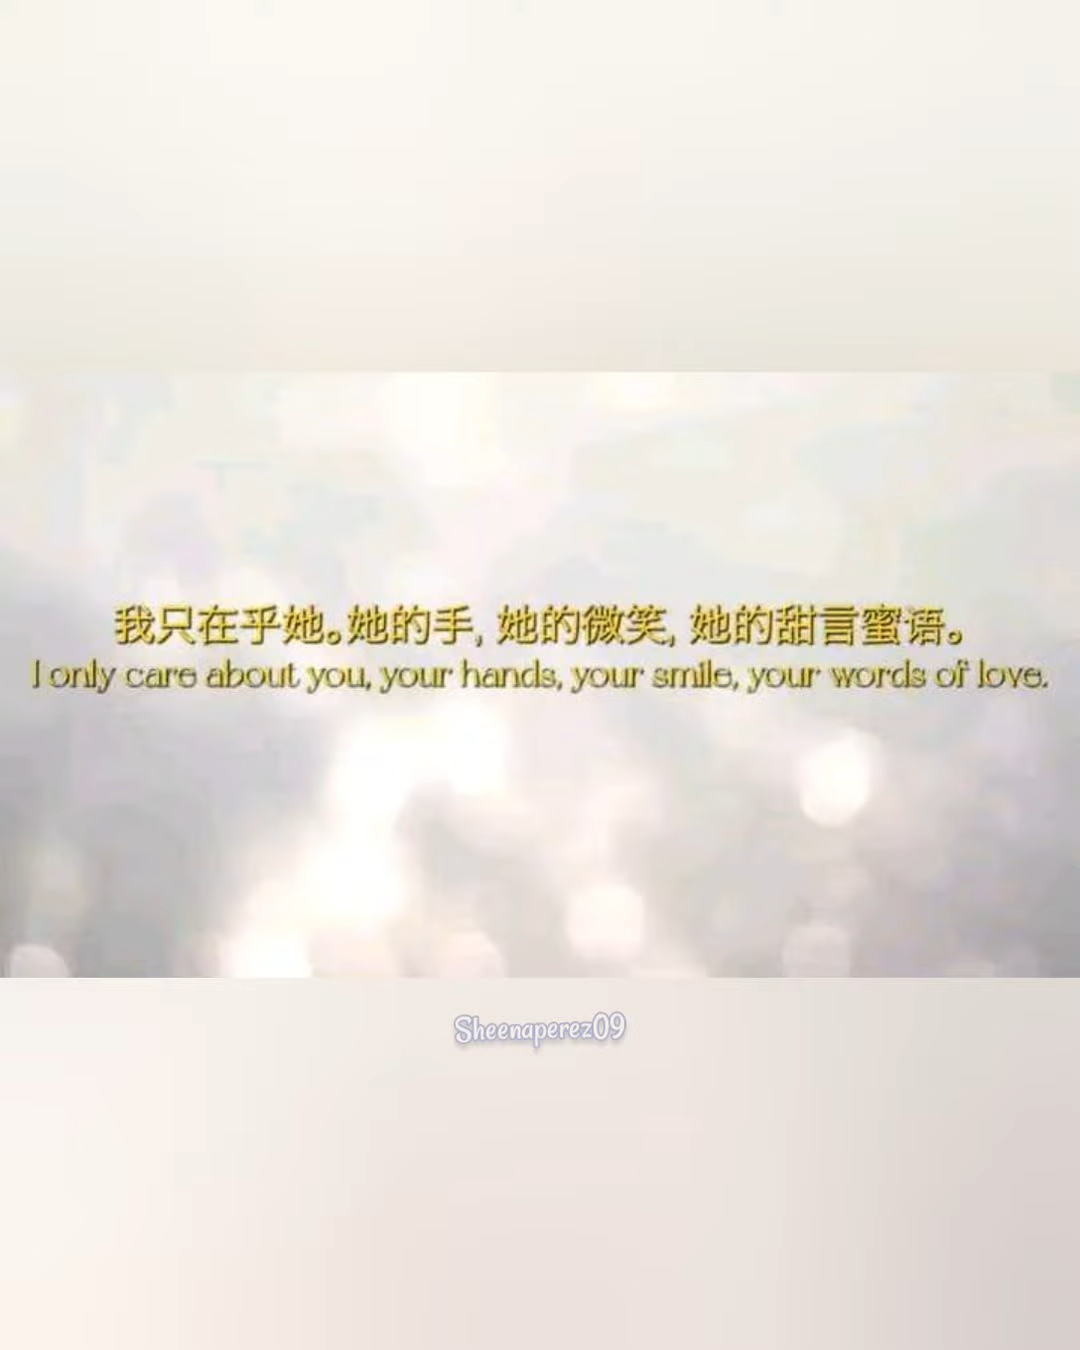 我只在乎她。她的手, 她的微笑, 她的甜言蜜语。
I only care about you, your hands, your smile, your words of love.
Sheenaperez09